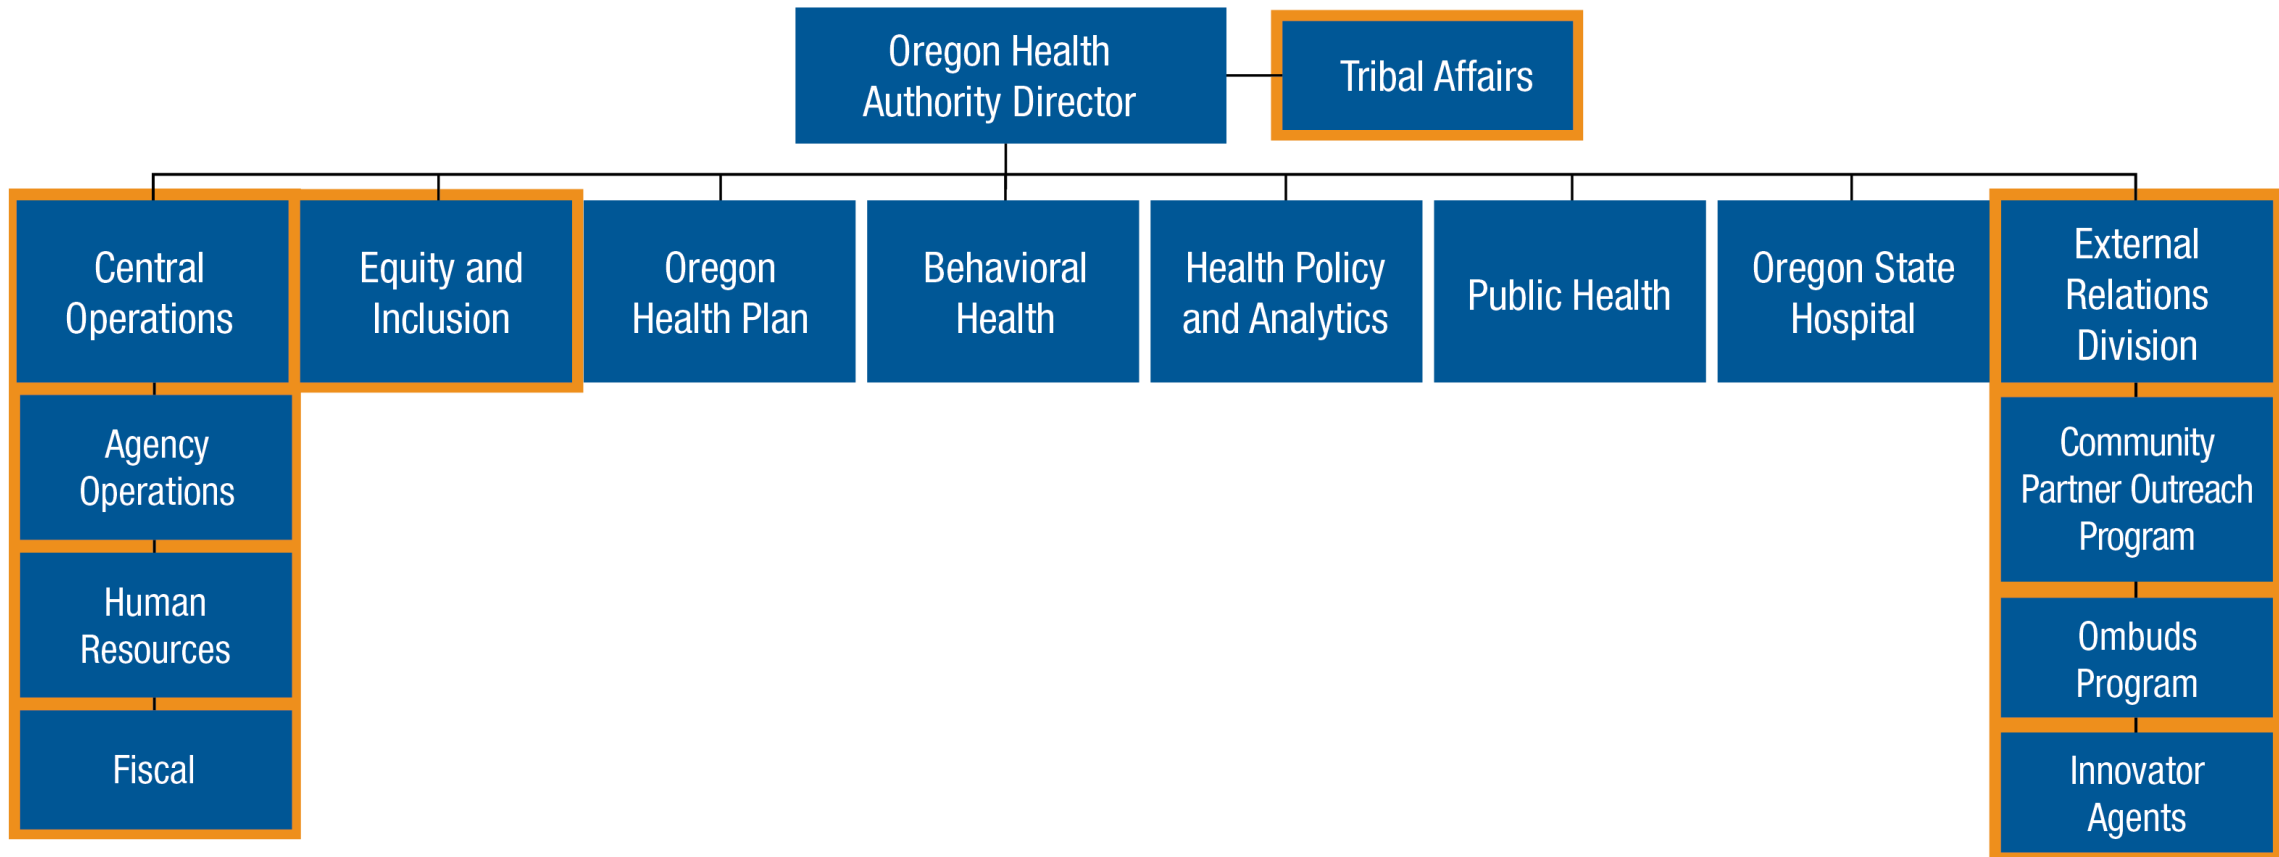 Oregon Health
Authority Director
Tribal Affairs
Central
Operations
Equity and
Inclusion
Oregon
Health Plan
Behavioral
Health
Health Policy
and Analytics
Public Health
Oregon State
Hospital
External
Relations
Division
Agency
Operations
Human
Resources
Fiscal
Community
Partner Outreach
Program
Ombuds
Program
Innovator
Agents